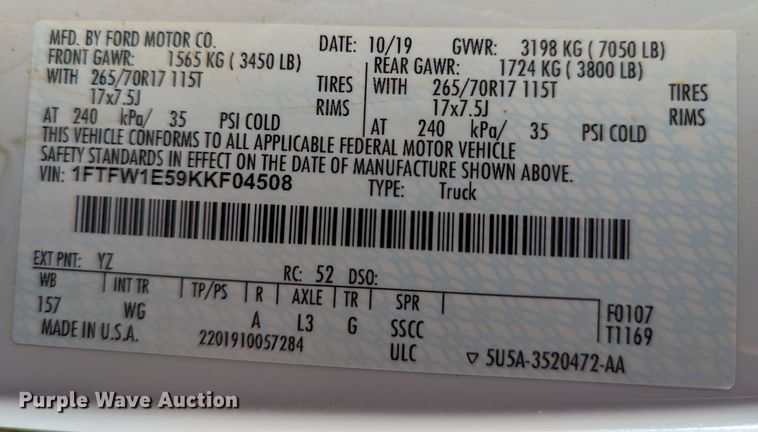 MFD. BY FORD MOTOR CO. DATE: 10/19 GVWR: 3198 KG ( 7050 LB)
FRONT GAWR: 1565 KG ( 3450 LB) REAR GAWR: 1724 KG ( 3800 LB)
WITH 265/70R17 115T TIRES WITH 265/70R17 115T TIRES
17x7.5J RIMS 17x7.5J RIMS
AT 240 kPa/ 35 PSI COLD AT 240 kPa/ 35 PSI COLD
THIS VEHICLE CONFORMS TO ALL APPLICABLE FEDERAL MOTOR VEHICLE
SAFETY STANDARDS IN EFFECT ON THE DATE OF MANUFACTURE SHOWN ABOVE.
VIN: 1FTFW1E59KKF04508 TYPE: Truck
EXT PNT: YZ RC: 52 DSO:
WB INT TR TP/PS R AXLE TR SPR F0107
157 WG A L3 G SSCC T1169
MADE IN U.S.A. 2201910057284 ULC ▽ 5U5A-3520472-AA
Purple Wave Auction